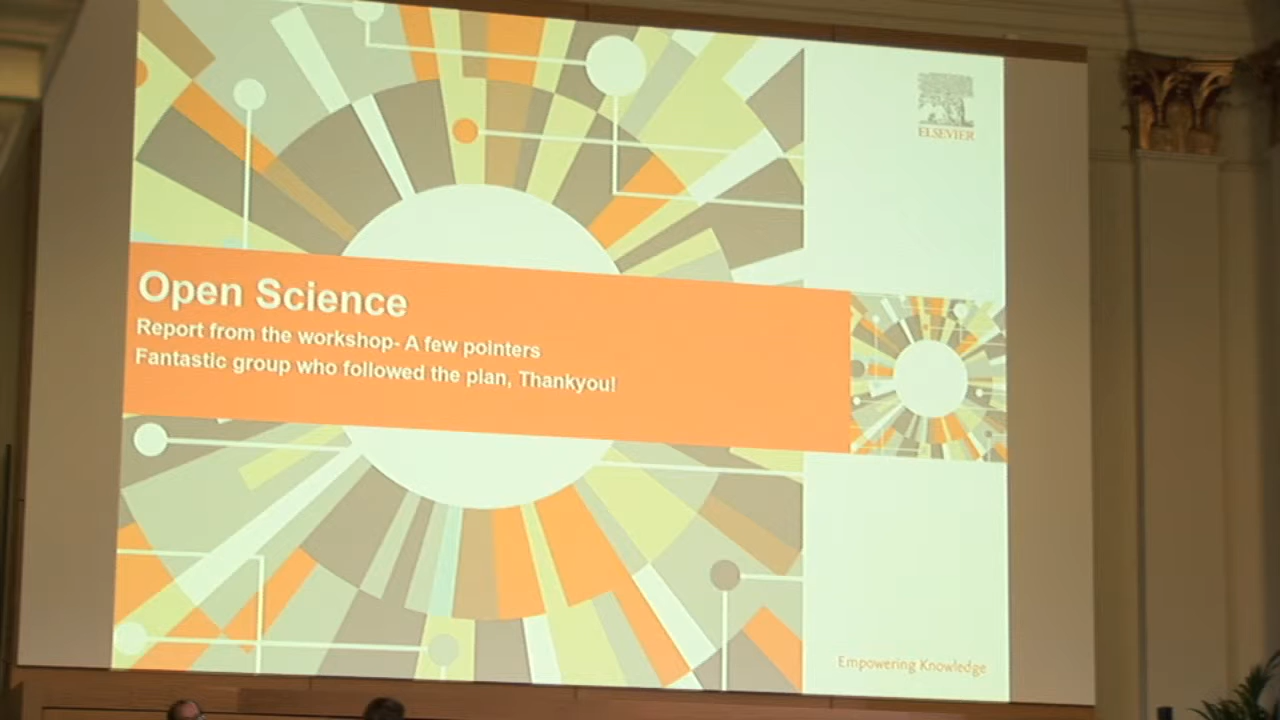 ELSEVIER
Open Science
Report from the workshop- A few pointers
Fantastic group who followed the plan, Thankyou!
Empowering Knowledge